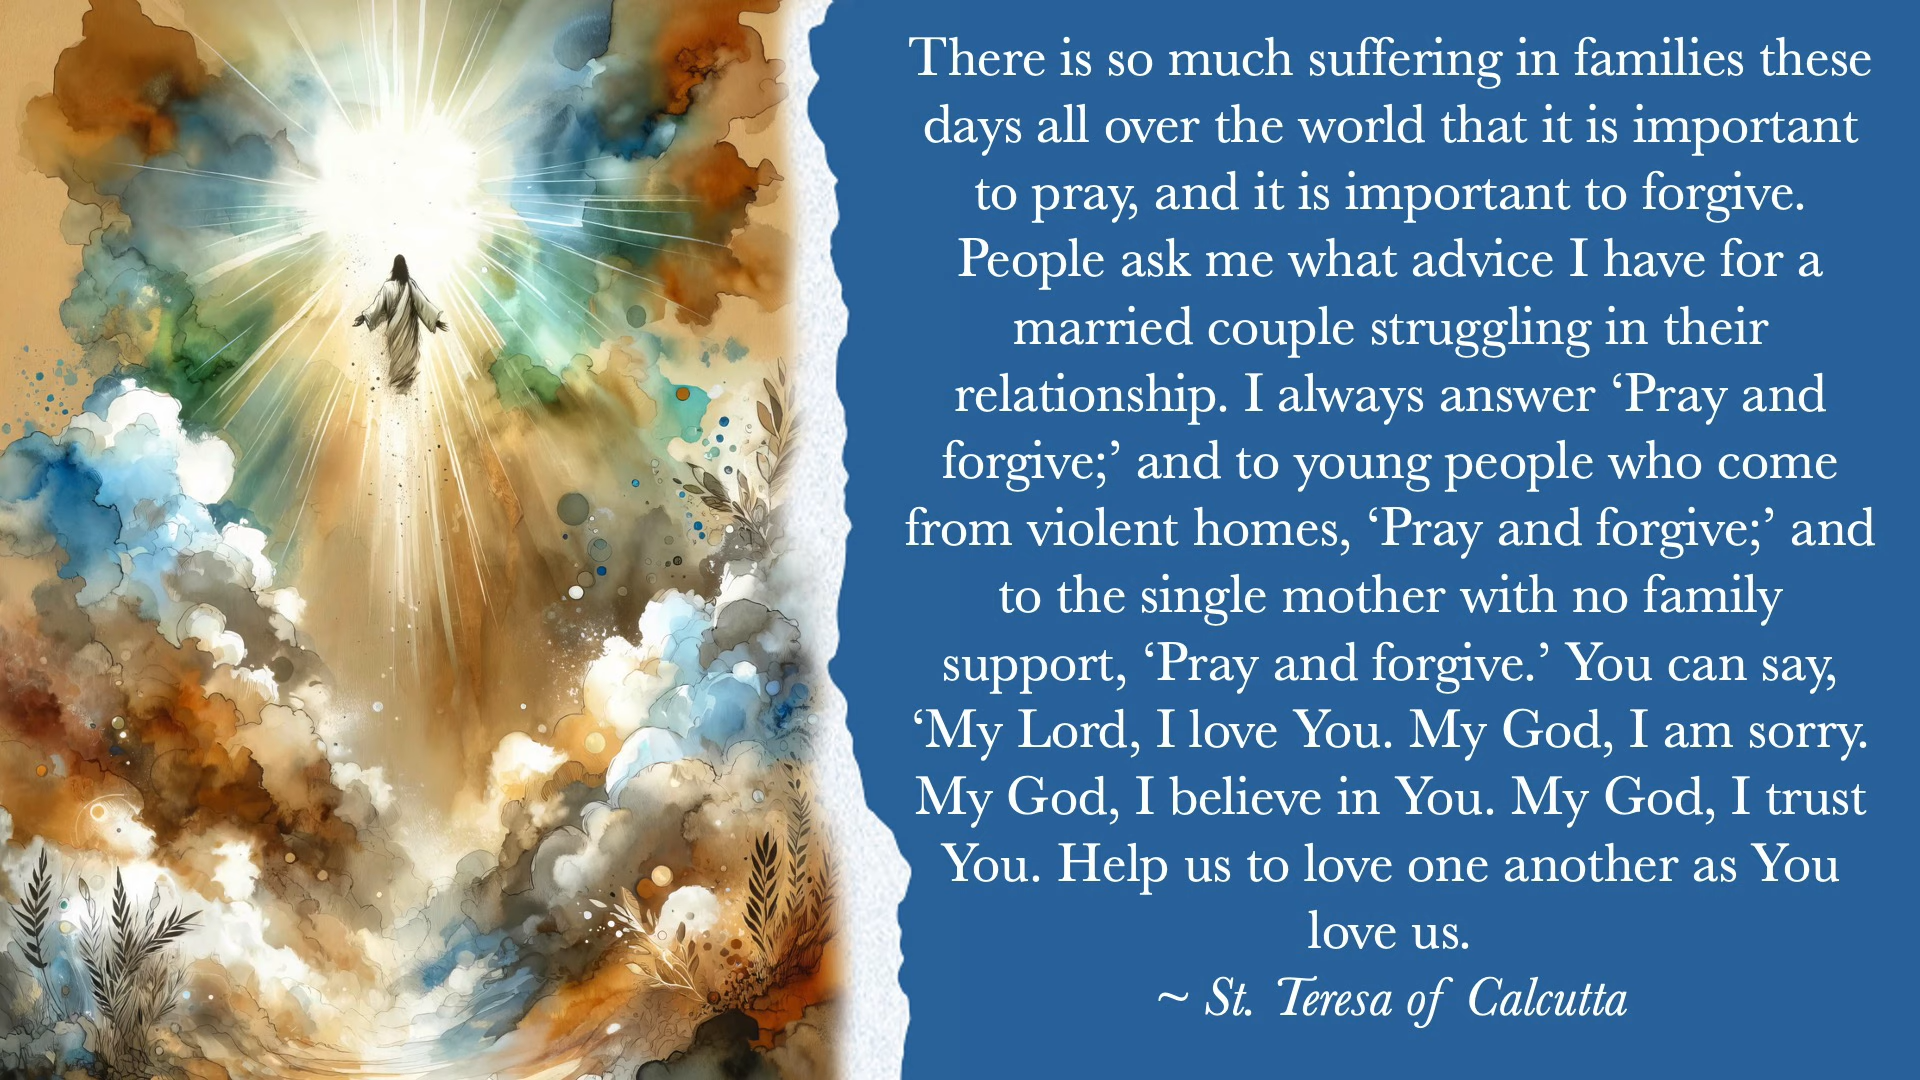 There is so much suffering in families these
days all over the world that it is important
to pray, and it is important to forgive.
People ask me what advice I have for a
married couple struggling in their
relationship. I always answer ‘Pray and
forgive;’ and to young people who come
from violent homes, ‘Pray and forgive;’ and
to the single mother with no family
support, ‘Pray and forgive.’ You can say,
‘My Lord, I love You. My God, I am sorry.
My God, I believe in You. My God, I trust
You. Help us to love one another as You
love us.
~ St. Teresa of Calcutta